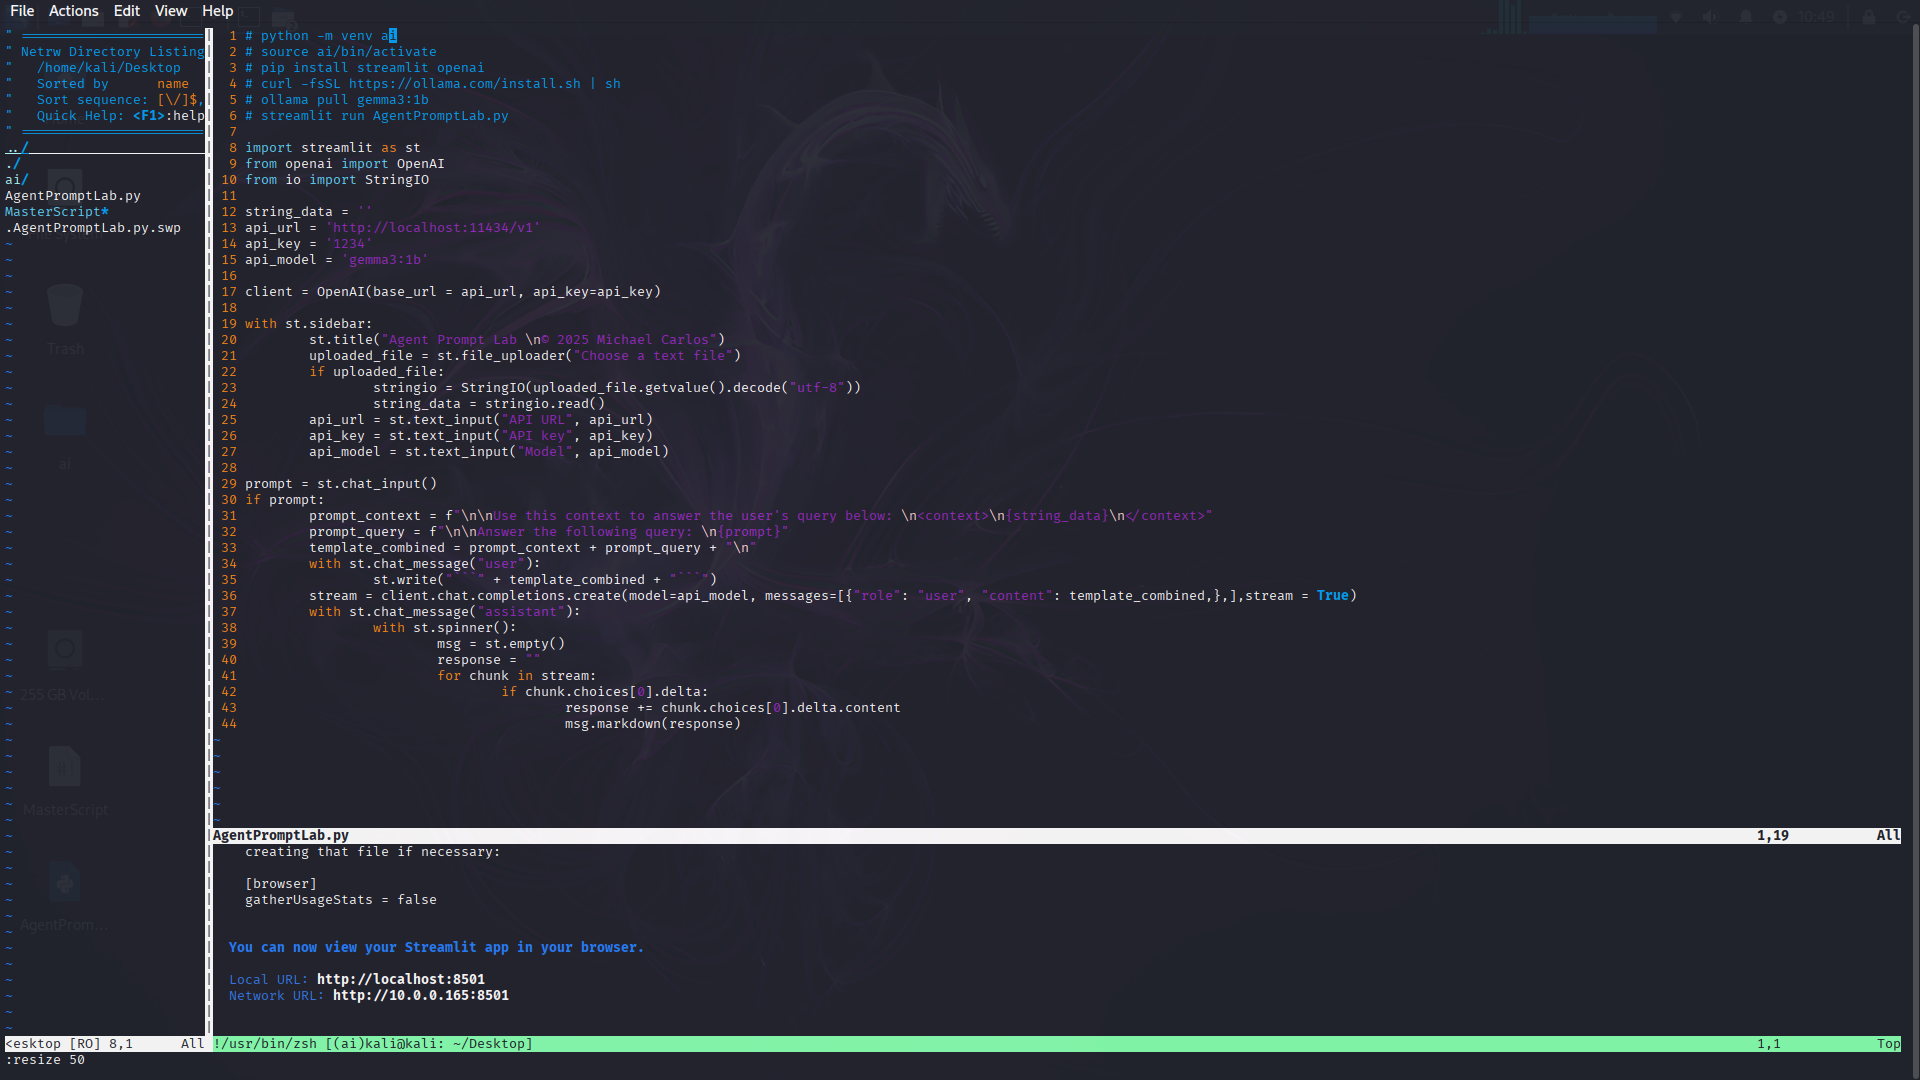 File Actions Edit View Help
10:49
" Netrw Directory Listing
"   /home/kali/Desktop
"   Sorted by      name
"   Sort sequence: [\/]$,
"   Quick Help: <F1>:help
../
./
ai/
AgentPromptLab.py
MasterScript*
.AgentPromptLab.py.swp
Trash
ai
255 GB Vol...
MasterScript
AgentProm...
<esktop [RO] 8,1      All
1 # python -m venv ai
2 # source ai/bin/activate
3 # pip install streamlit openai
4 # curl -fsSL https://ollama.com/install.sh | sh
5 # ollama pull gemma3:1b
6 # streamlit run AgentPromptLab.py
7
8 import streamlit as st
9 from openai import OpenAI
10 from io import StringIO
11
12 string_data = ''
13 api_url = 'http://localhost:11434/v1'
14 api_key = '1234'
15 api_model = 'gemma3:1b'
16
17 client = OpenAI(base_url = api_url, api_key=api_key)
18
19 with st.sidebar:
20         st.title("Agent Prompt Lab \n© 2025 Michael Carlos")
21         uploaded_file = st.file_uploader("Choose a text file")
22         if uploaded_file:
23                 stringio = StringIO(uploaded_file.getvalue().decode("utf-8"))
24                 string_data = stringio.read()
25         api_url = st.text_input("API URL", api_url)
26         api_key = st.text_input("API key", api_key)
27         api_model = st.text_input("Model", api_model)
28
29 prompt = st.chat_input()
30 if prompt:
31         prompt_context = f"\n\nUse this context to answer the user's query below: \n<context>\n{string_data}\n</context>"
32         prompt_query = f"\n\nAnswer the following query: \n{prompt}"
33         template_combined = prompt_context + prompt_query + "\n"
34         with st.chat_message("user"):
35                 st.write("```" + template_combined + "```")
36         stream = client.chat.completions.create(model=api_model, messages=[{"role": "user", "content": template_combined,},],stream = True)
37         with st.chat_message("assistant"):
38                 with st.spinner():
39                         msg = st.empty()
40                         response = ""
41                         for chunk in stream:
42                                 if chunk.choices[0].delta:
43                                         response += chunk.choices[0].delta.content
44                                         msg.markdown(response)
AgentPromptLab.py 1,19 All
creating that file if necessary:
[browser]
gatherUsageStats = false
You can now view your Streamlit app in your browser.
Local URL: http://localhost:8501
Network URL: http://10.0.0.165:8501
!/usr/bin/zsh [(ai)kali@kali: ~/Desktop] 1,1 Top
:resize 50